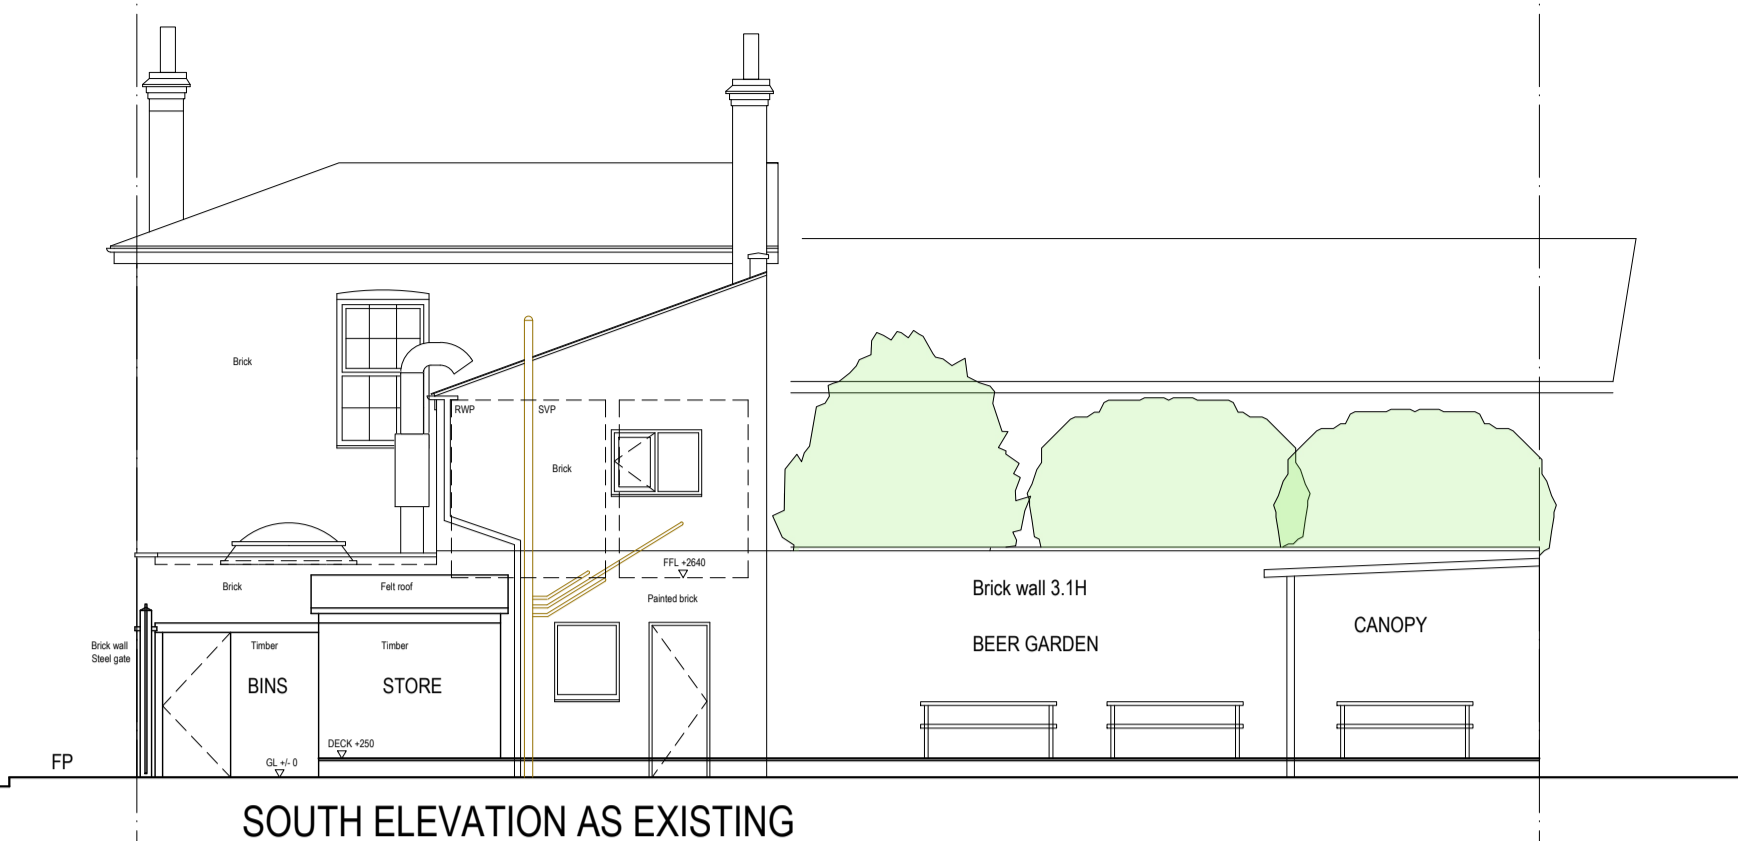 Brick
RWP
SVP
Brick
FFL +2640
Brick
Felt roof
Painted brick
Brick wall 3.1H
CANOPY
Brick wall
Steel gate
Timber
Timber
BEER GARDEN
BINS
STORE
DECK +250
FP
GL +/- 0
SOUTH ELEVATION AS EXISTING